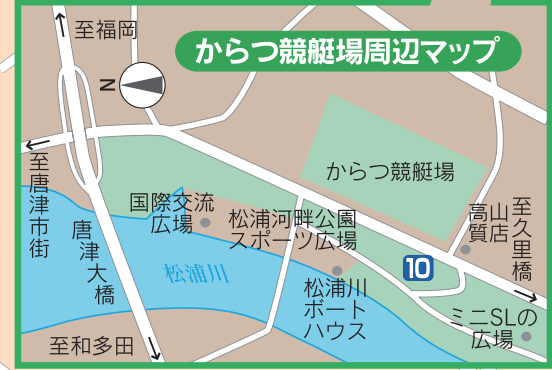 至福岡
からつ競艇場周辺マップ
N
至唐津市街
からつ競艇場
国際交流
広場
松浦河畔公園
スポーツ広場
高山
質店
至久里橋
唐津大橋
10
松浦川
松浦川
ボート
ハウス
ミニSLの
広場
至和多田